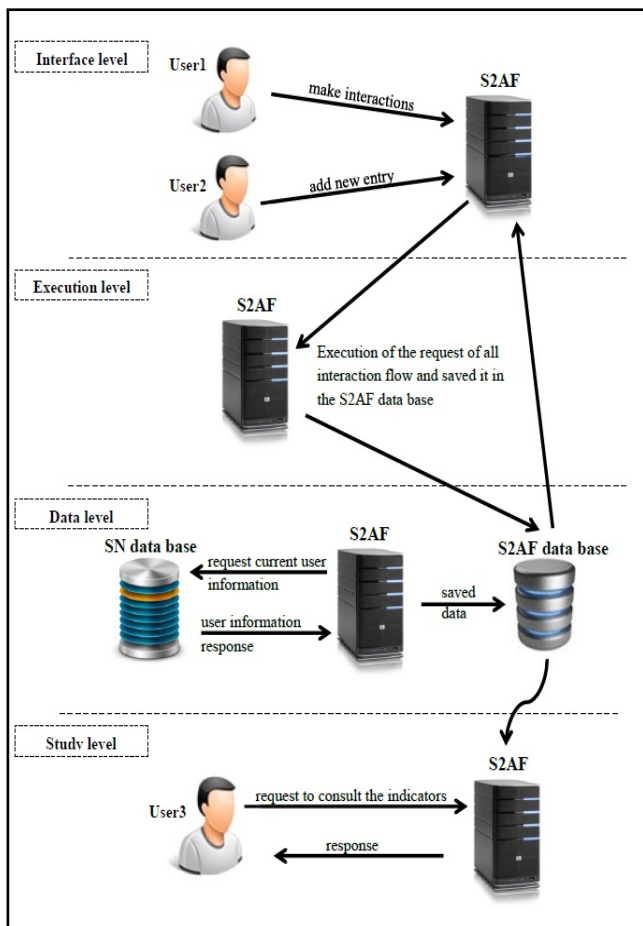 Interface level
User1
S2AF
make interactions
User2
add new entry
Execution level
S2AF
Execution of the request of all
interaction flow and saved it in
the S2AF data base
Data level
SN data base
S2AF
S2AF data base
request current user
information
saved
data
user information
response
Study level
S2AF
User3
request to consult the indicators
response